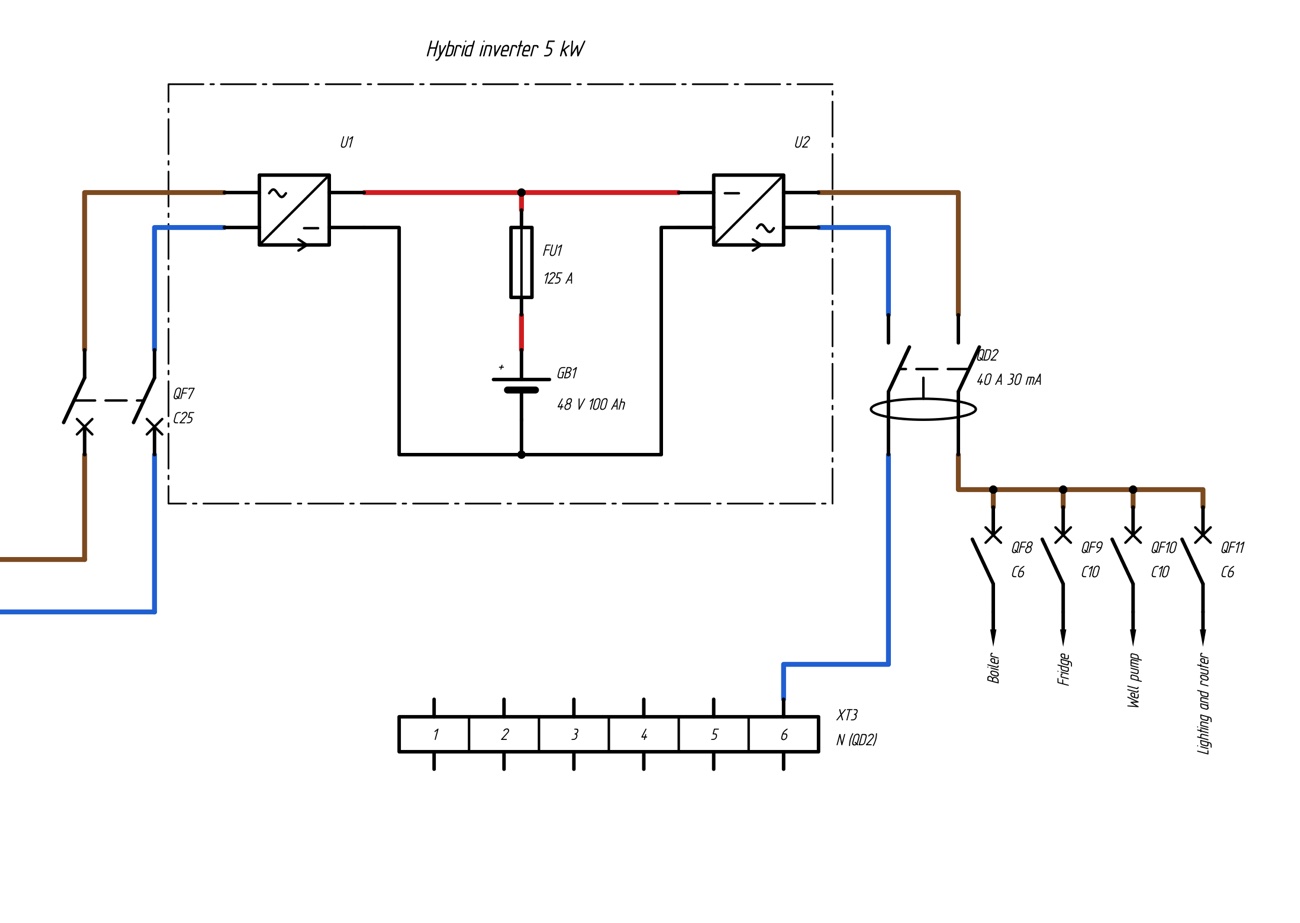 Hybrid inverter 5 kW
U1
U2
FU1
125 A
+
GB1
48 V 100 Ah
QF7
C25
QD2
40 A 30 mA
QF8
C6
QF9
C10
QF10
C10
QF11
C6
Boiler
Fridge
Well pump
Lighting and router
1
2
3
4
5
6
XT3
N (QD2)